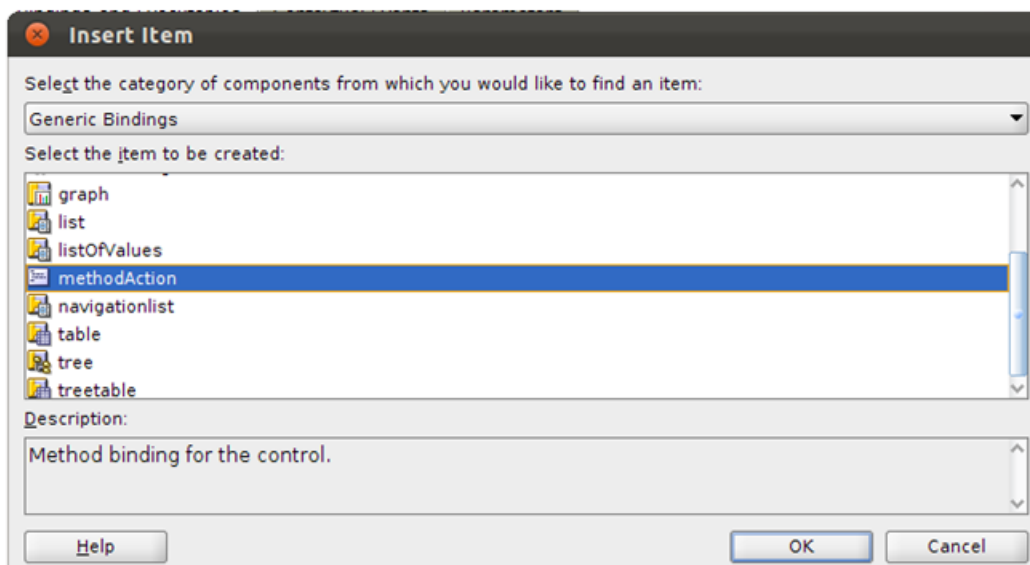 Insert Item
Select the category of components from which you would like to find an item:
Generic Bindings
Select the item to be created:
graph
list
listOfValues
methodAction
navigationlist
table
tree
treetable
Description:
Method binding for the control.
Help OK Cancel